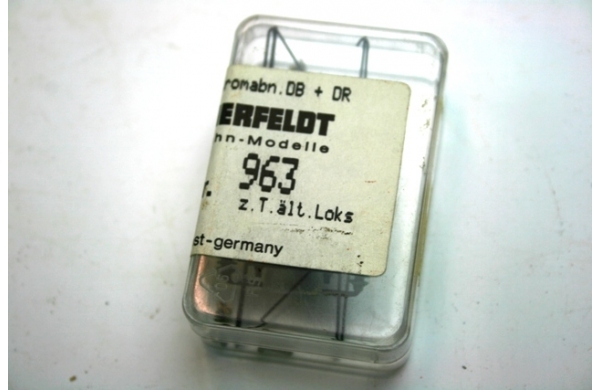 romabn.DB + DR
ERFELDT
hn-Modelle
r. 963
z.T.ält.Loks
st-germany